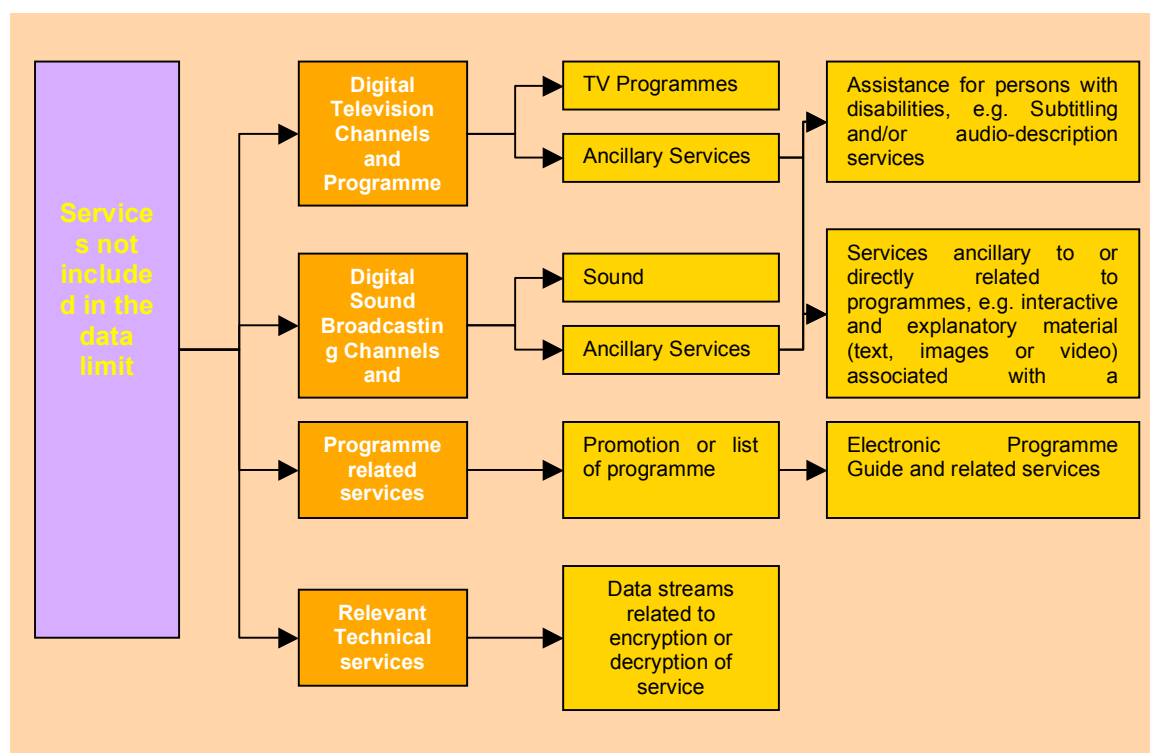 Service
s not
include
d in the
data
limit
Digital
Television
Channels
and
Programme
TV Programmes
Ancillary Services
Assistance for persons with
disabilities, e.g. Subtitling
and/or audio-description
services
Digital
Sound
Broadcastin
g Channels
and
Sound
Ancillary Services
Services ancillary to or
directly related to
programmes, e.g. interactive
and explanatory material
(text, images or video)
associated with a
Programme
related
services
Promotion or list
of programme
Electronic Programme
Guide and related services
Relevant
Technical
services
Data streams
related to
encryption or
decryption of
service